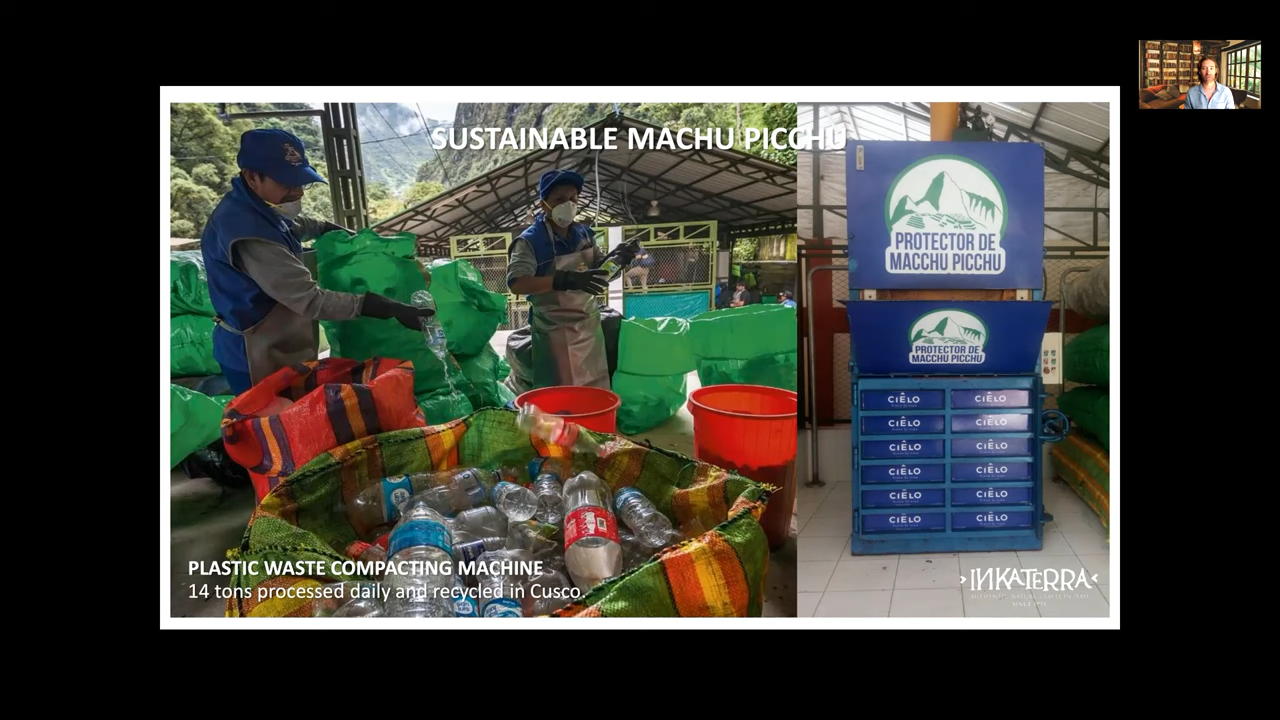 SUSTAINABLE MACHU PICCHU
PROTECTOR DE
MACCHU PICCHU
PROTECTOR DE
MACCHU PICCHU
CIELO CIELO
CIELO CIELO
CIELO CIELO
CIELO CIELO
CIELO CIELO
CIELO CIELO
PLASTIC WASTE COMPACTING MACHINE
14 tons processed daily and recycled in Cusco.
INKATERRA